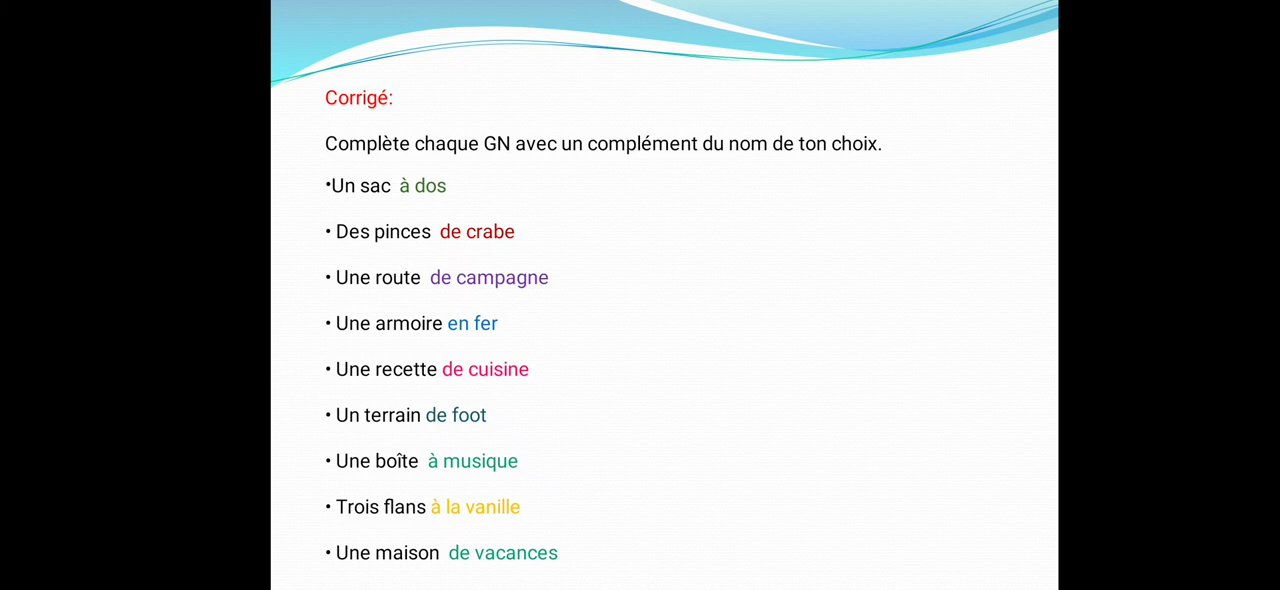 Corrigé:
Complète chaque GN avec un complément du nom de ton choix.
•Un sac à dos
• Des pinces de crabe
• Une route de campagne
• Une armoire en fer
• Une recette de cuisine
• Un terrain de foot
• Une boîte à musique
• Trois flans à la vanille
• Une maison de vacances